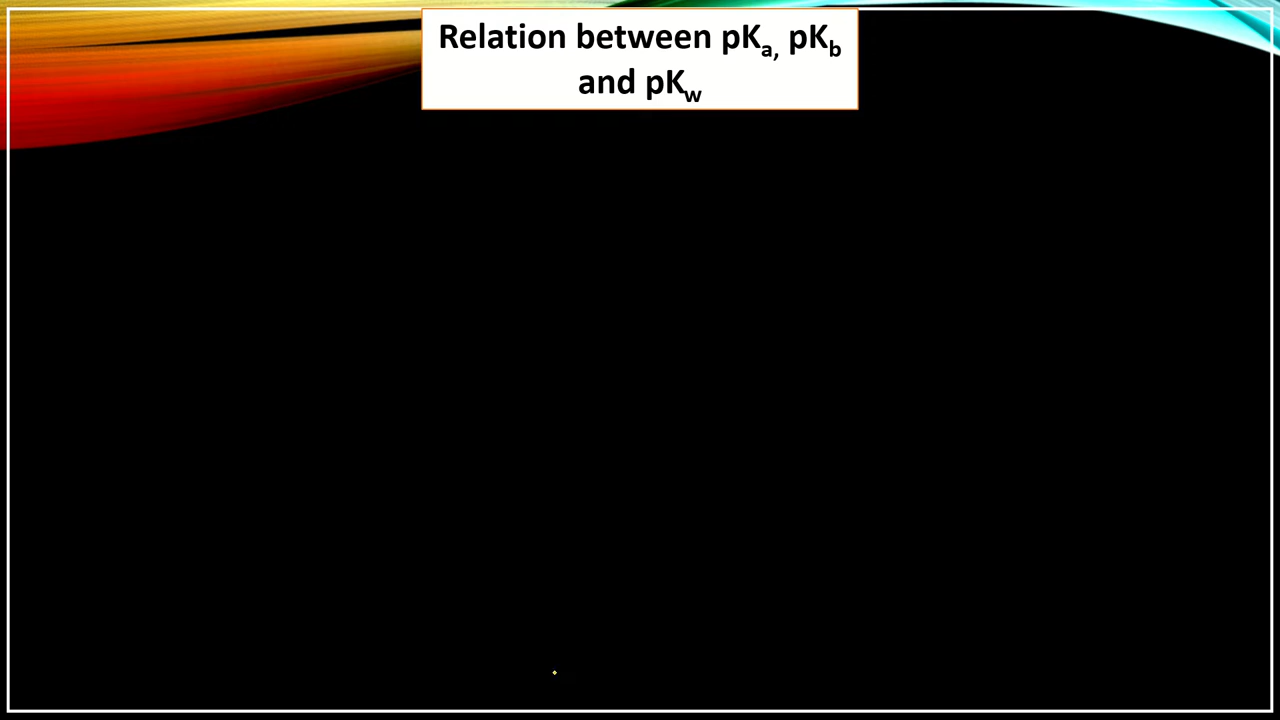 Relation between pKa, pKb
and pKw